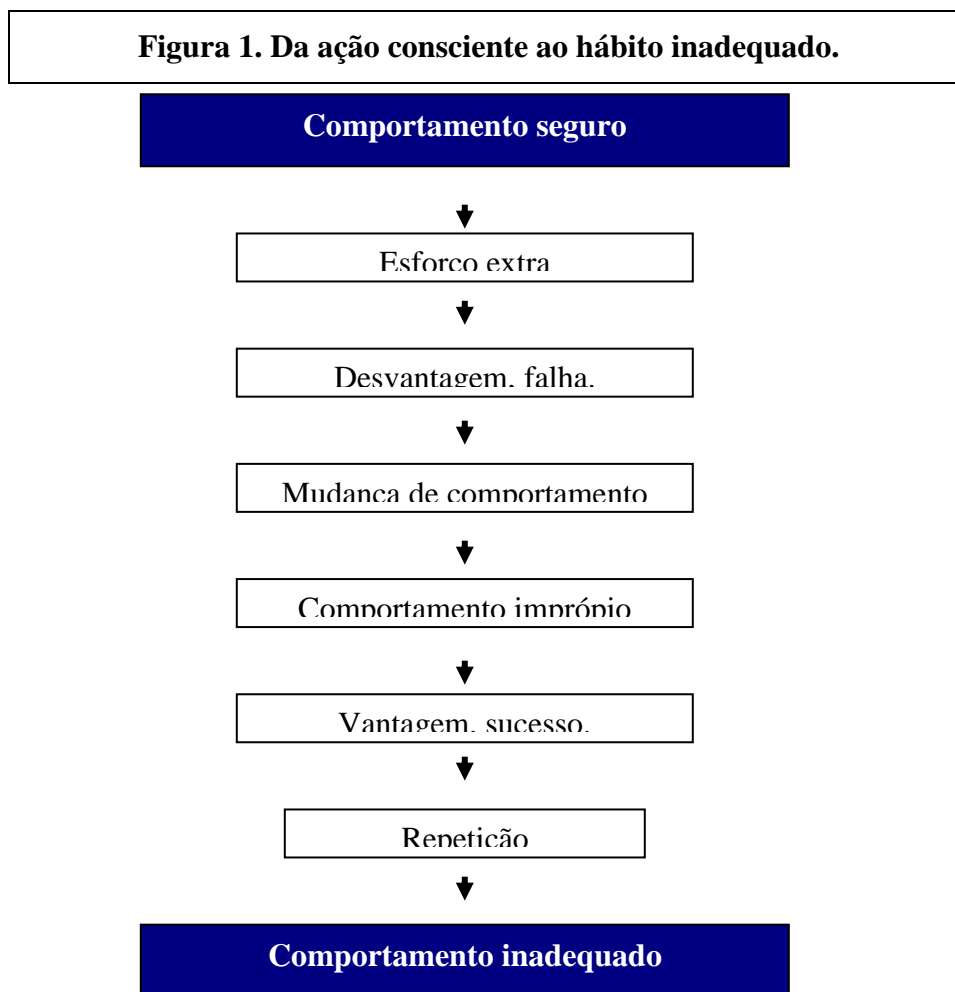 Figura 1. Da ação consciente ao hábito inadequado.
Comportamento seguro
Esforço extra
Desvantagem, falha,
Mudança de comportamento
Comportamento imprópio
Vantagem, sucesso,
Repetição
Comportamento inadequado